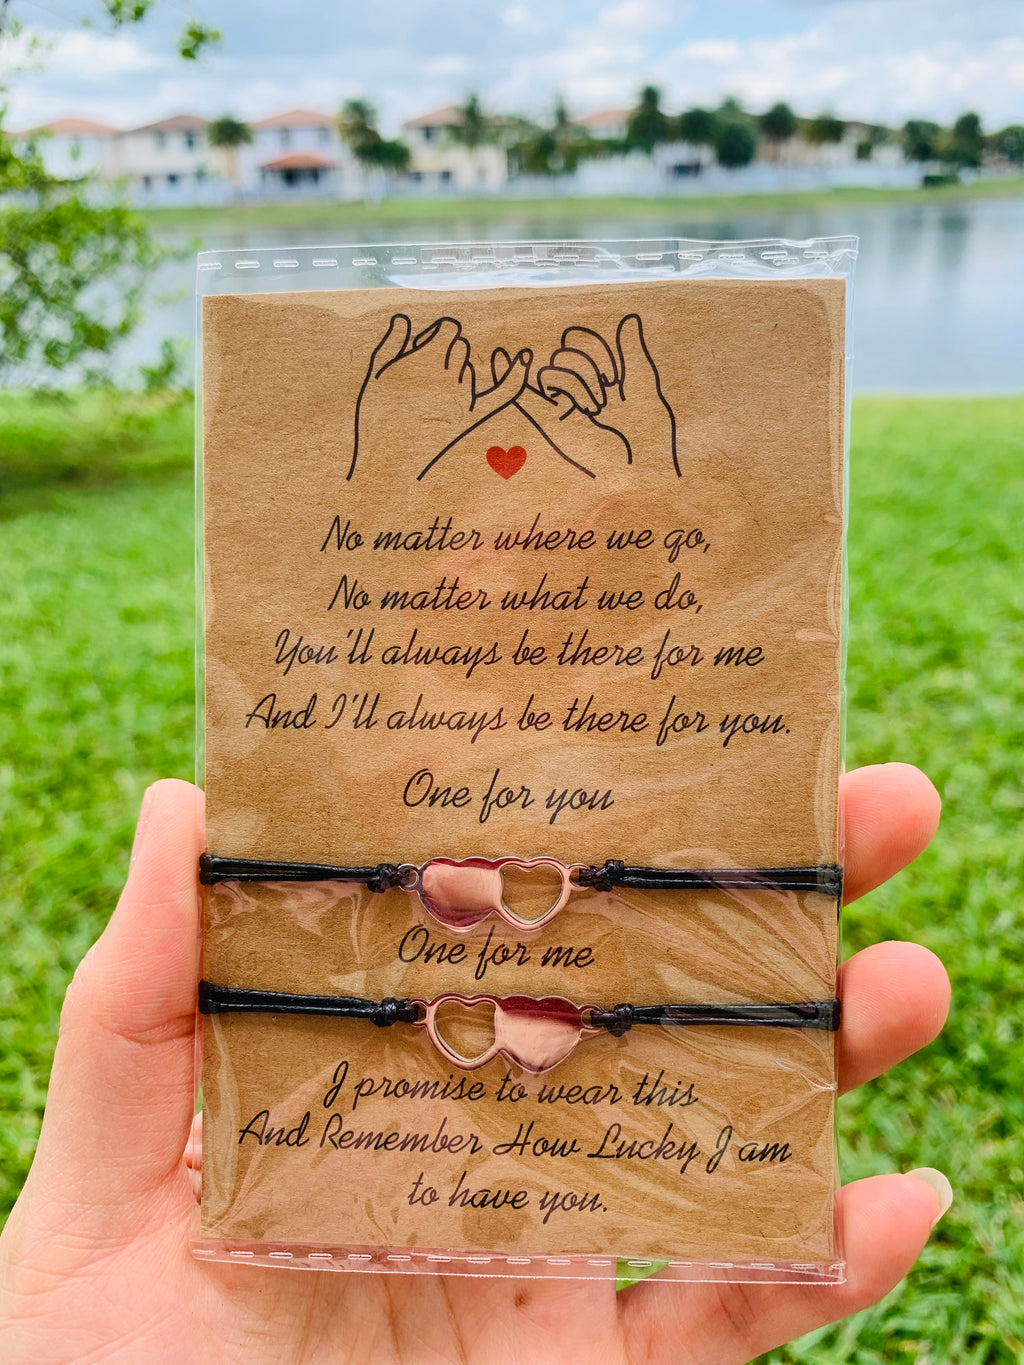 No matter where we go,
No matter what we do,
You'll always be there for me
And I'll always be there for you.
One for you
One for me
I promise to wear this
And Remember How Lucky I am
to have you.